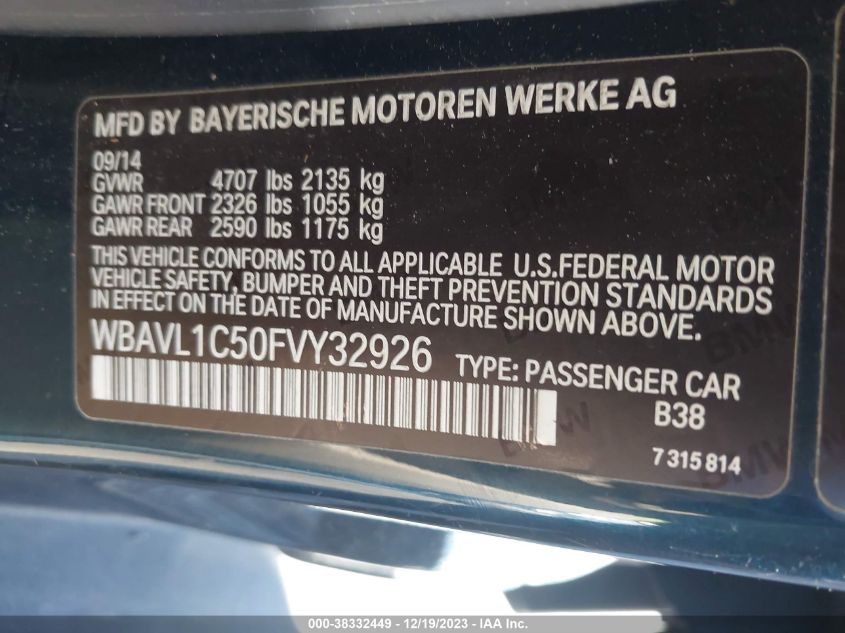 MFD BY BAYERISCHE MOTOREN WERKE AG
09/14
GVWR 4707 lbs 2135 kg
GAWR FRONT 2326 lbs 1055 kg
GAWR REAR 2590 lbs 1175 kg
THIS VEHICLE CONFORMS TO ALL APPLICABLE U.S.FEDERAL MOTOR
VEHICLE SAFETY, BUMPER AND THEFT PREVENTION STANDARDS
IN EFFECT ON THE DATE OF MANUFACTURE SHOWN ABOVE.
WBAVL1C50FVY32926 TYPE: PASSENGER CAR
B38
7 315 814
000-38332449 - 12/19/2023 - IAA Inc.